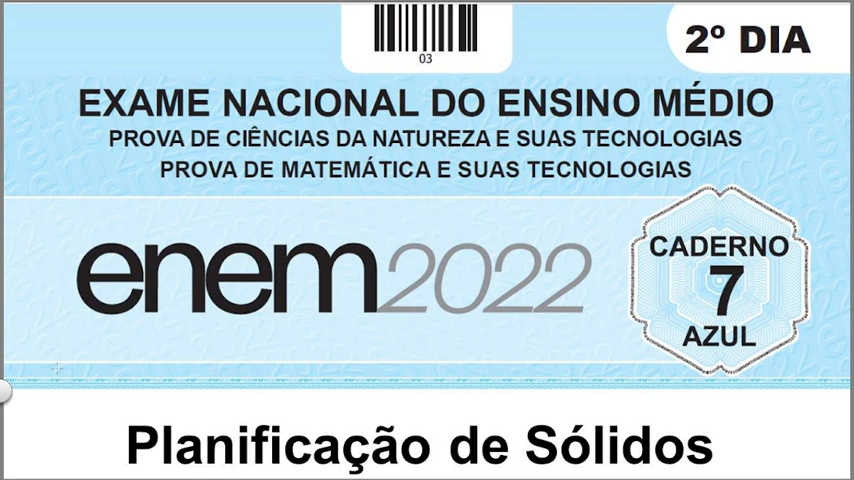 03
2º DIA
EXAME NACIONAL DO ENSINO MÉDIO
PROVA DE CIÊNCIAS DA NATUREZA E SUAS TECNOLOGIAS
PROVA DE MATEMÁTICA E SUAS TECNOLOGIAS
enem2022
CADERNO
7
AZUL
Planificação de Sólidos